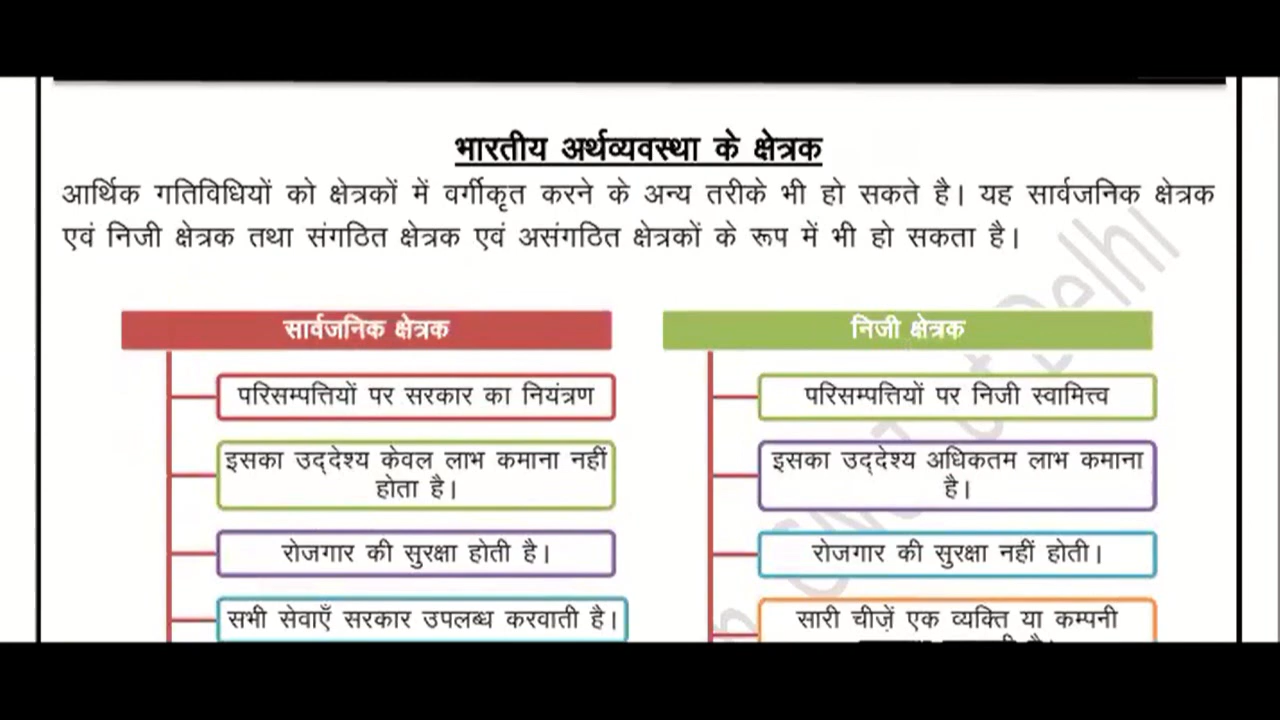 भारतीय अर्थव्यवस्था के क्षेत्रक
आर्थिक गतिविधियों को क्षेत्रकों में वर्गीकृत करने के अन्य तरीके भी हो सकते है। यह सार्वजनिक क्षेत्रक
एवं निजी क्षेत्रक तथा संगठित क्षेत्रक एवं असंगठित क्षेत्रकों के रूप में भी हो सकता है।
सार्वजनिक क्षेत्रक
परिसम्पत्तियों पर सरकार का नियंत्रण
इसका उद्देश्य केवल लाभ कमाना नहीं
होता है।
रोजगार की सुरक्षा होती है।
सभी सेवाएँ सरकार उपलब्ध करवाती है।
निजी क्षेत्रक
परिसम्पत्तियों पर निजी स्वामित्त्व
इसका उद्देश्य अधिकतम लाभ कमाना
है।
रोजगार की सुरक्षा नहीं होती।
सारी चीज़ें एक व्यक्ति या कम्पनी
Delhi